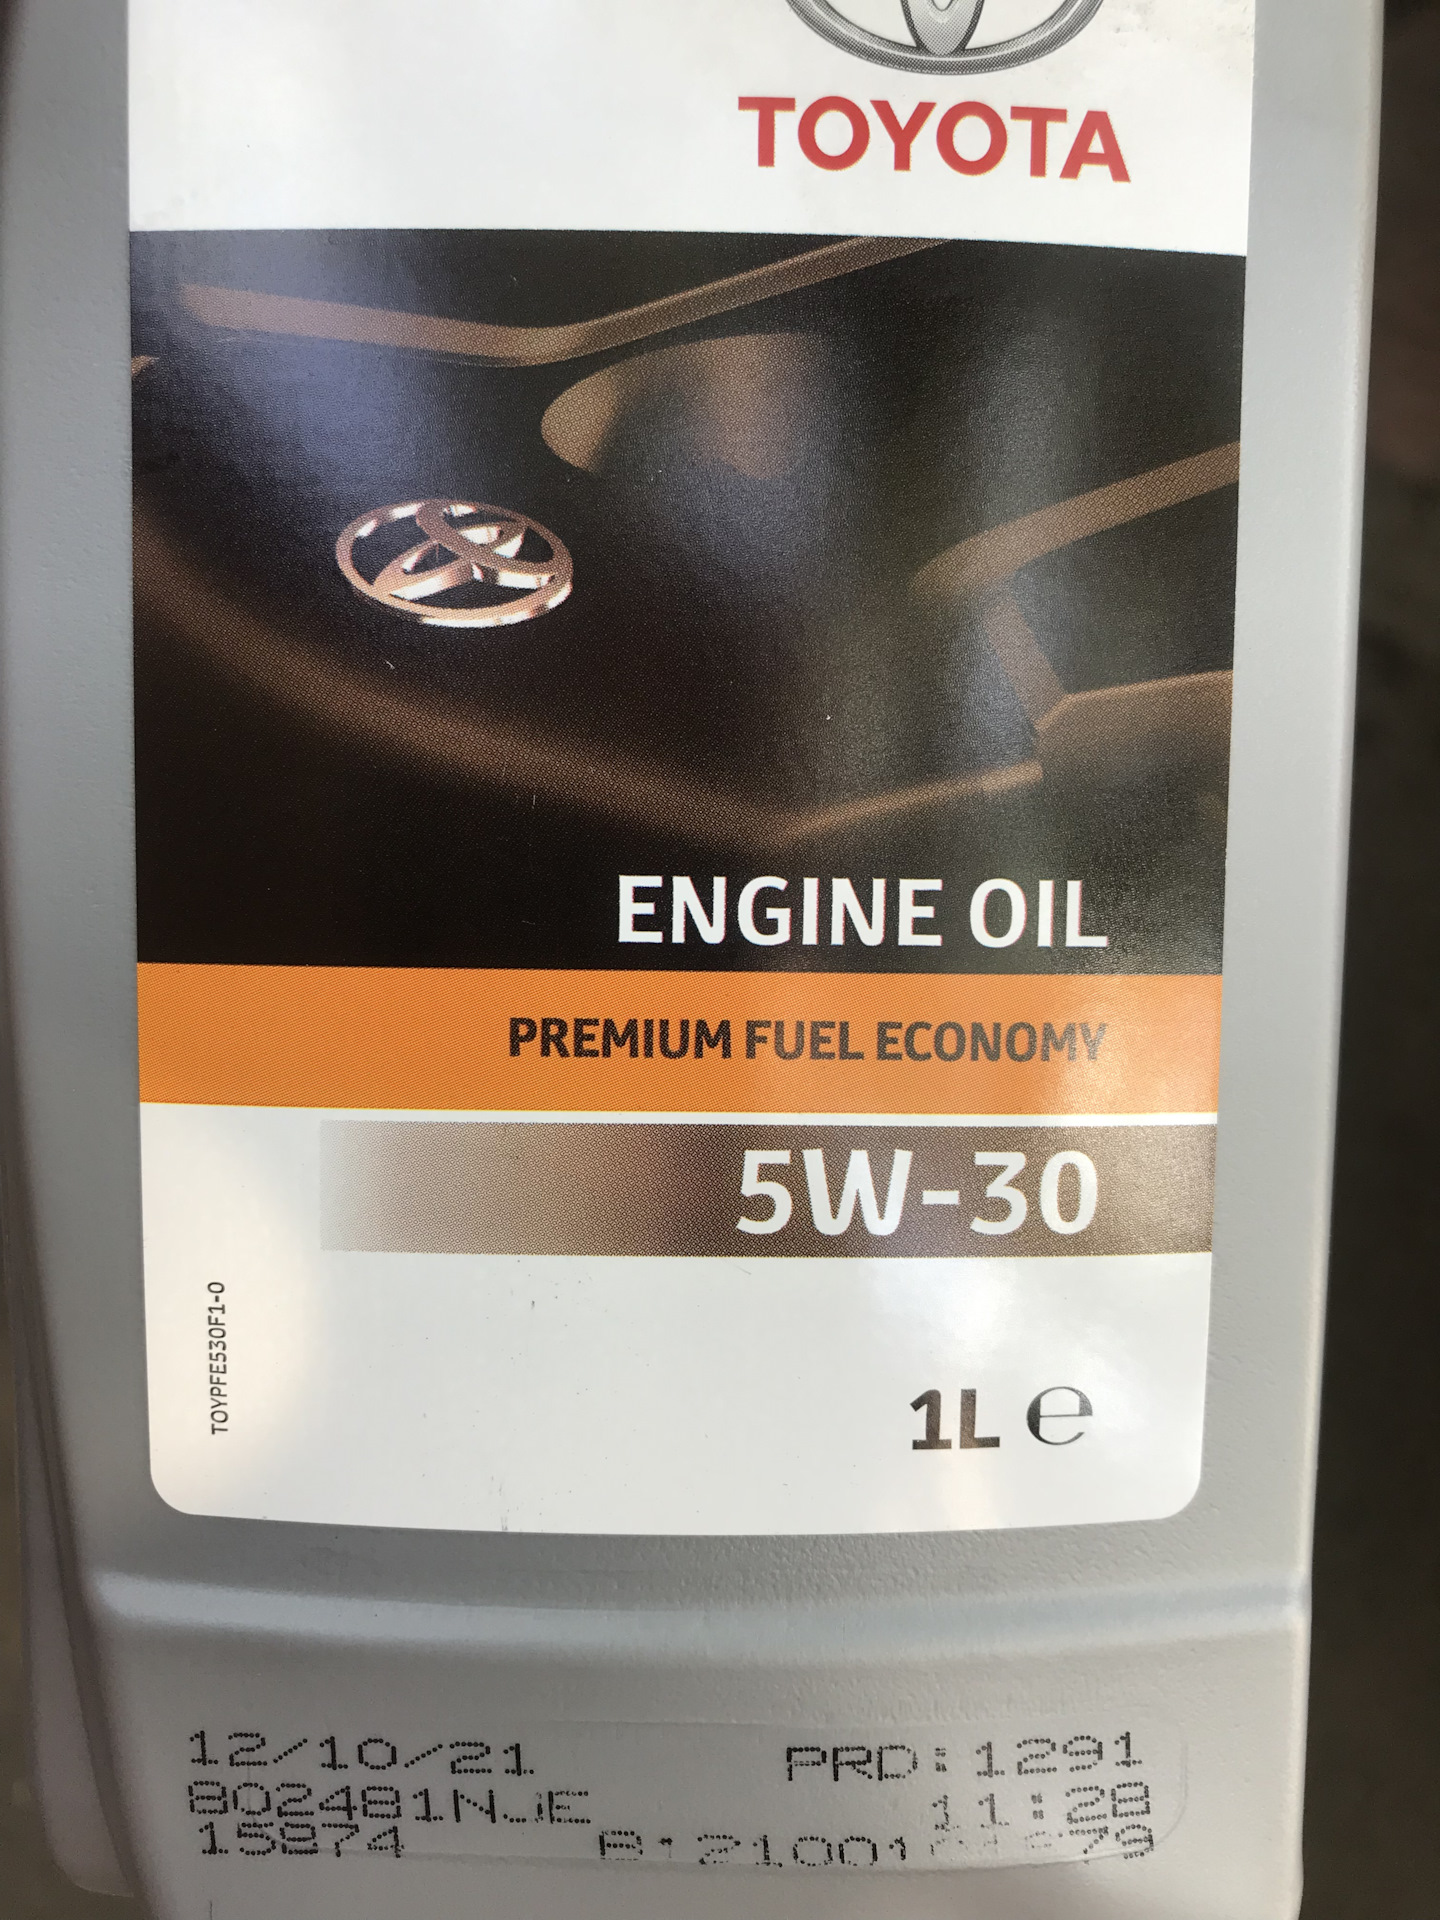 TOYOTA
ENGINE OIL
PREMIUM FUEL ECONOMY
5W-30
TOYPFE530F1-0
1L e
12/10/21 PRD:1291
802481NJE 11:28
15874